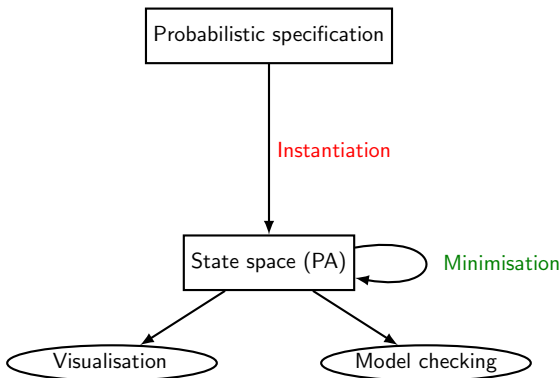 Probabilistic specification
Instantiation
State space (PA)
Minimisation
Visualisation
Model checking